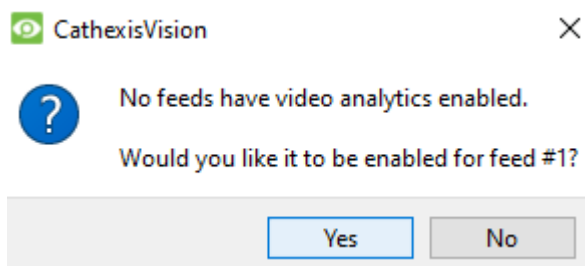 CathexisVision
No feeds have video analytics enabled.
Would you like it to be enabled for feed #1?
Yes
No